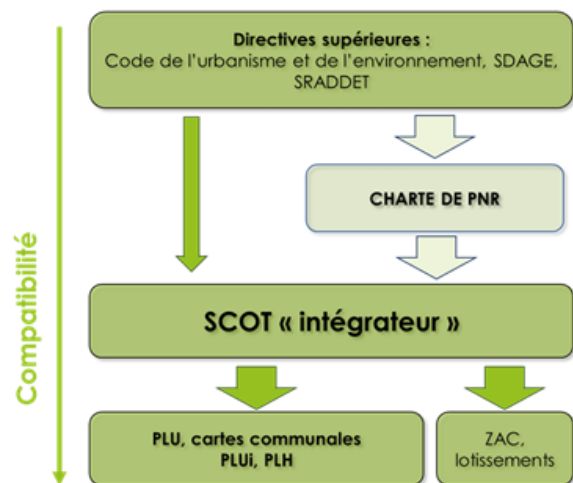 Directives supérieures :
Code de l'urbanisme et de l'environnement, SDAGE,
SRADDET
CHARTE DE PNR
SCOT « intégrateur »
PLU, cartes communales
PLUi, PLH
ZAC,
lotissements
Compatibilité